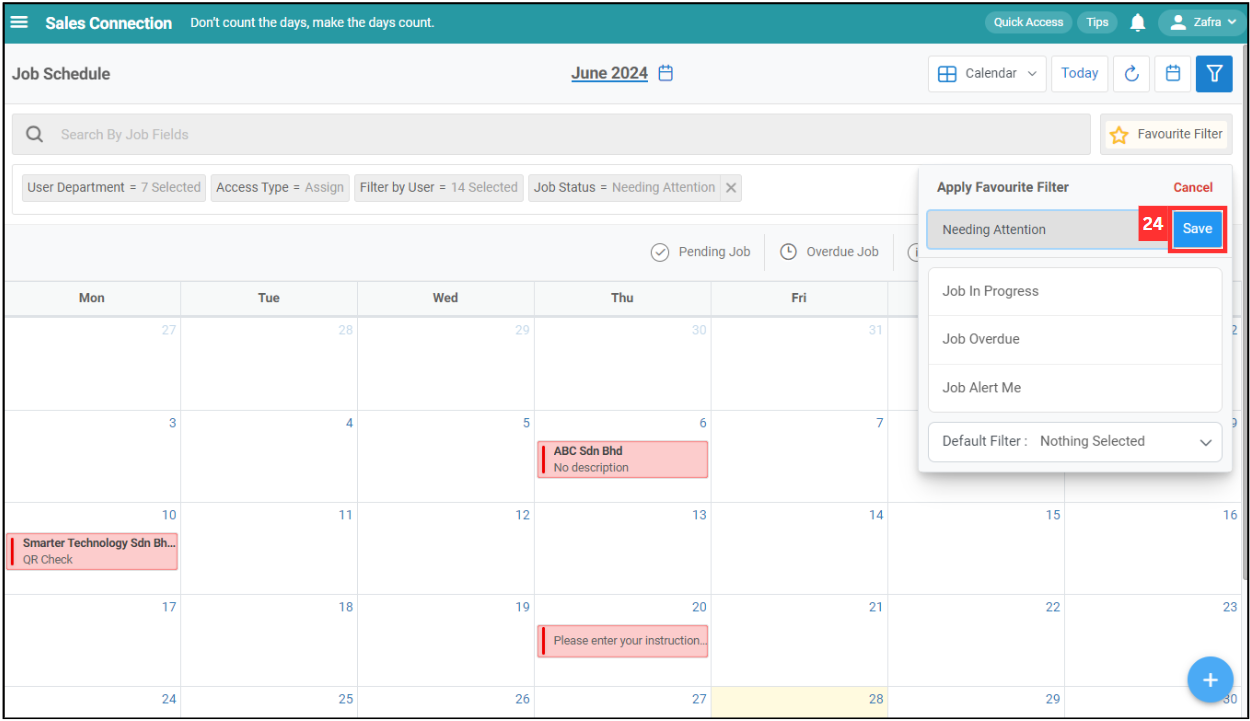 Sales Connection Don't count the days, make the days count. Quick Access Tips Zafra
Job Schedule June 2024 Calendar Today
Search By Job Fields Favourite Filter
User Department = 7 Selected Access Type = Assign Filter by User = 14 Selected Job Status = Needing Attention
Apply Favourite Filter Cancel
Needing Attention 24 Save
Pending Job Overdue Job
Job In Progress
Job Overdue
Job Alert Me
Default Filter : Nothing Selected
Mon Tue Wed Thu Fri
27 28 29 30 31 2
3 4 5 6 7 9
ABC Sdn Bhd
No description
10 11 12 13 14 15 16
Smarter Technology Sdn Bh...
QR Check
17 18 19 20 21 22 23
Please enter your instruction...
24 25 26 27 28 29 30
+